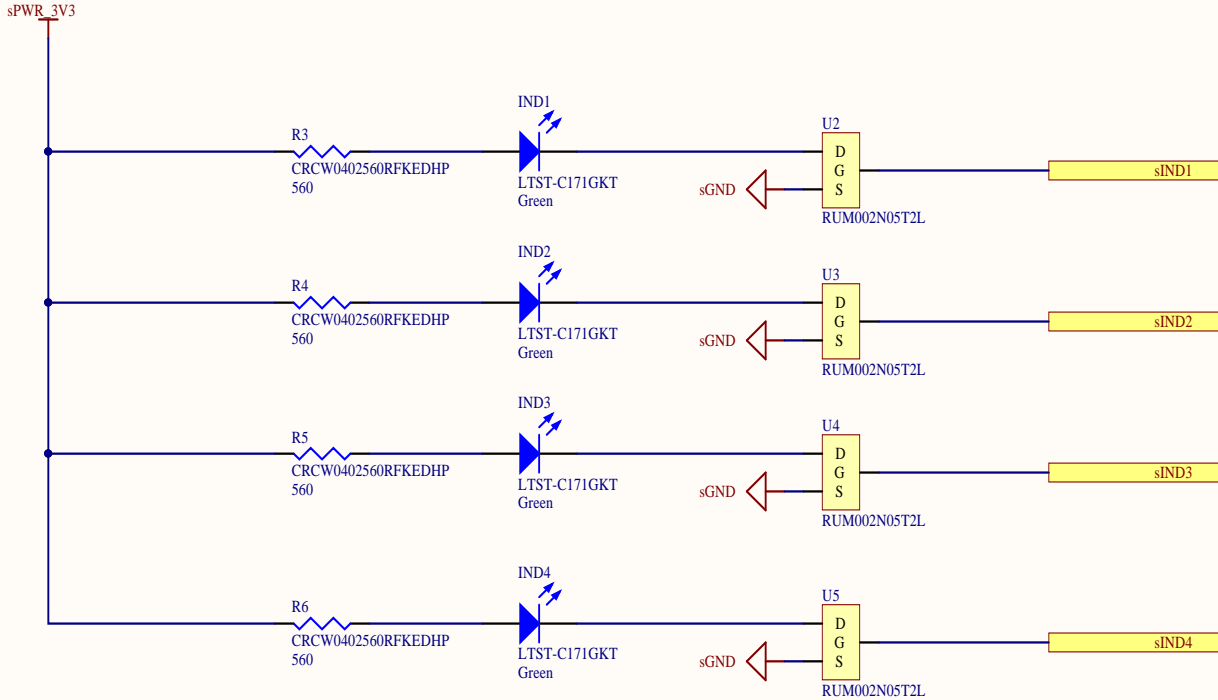 sPWR_3V3
IND1
R3
CRCW0402560RFKEDHP
560
LTST-C171GKT
Green
sGND
U2
D
G
S
RUM002N05T2L
sIND1
IND2
R4
CRCW0402560RFKEDHP
560
LTST-C171GKT
Green
sGND
U3
D
G
S
RUM002N05T2L
sIND2
IND3
R5
CRCW0402560RFKEDHP
560
LTST-C171GKT
Green
sGND
U4
D
G
S
RUM002N05T2L
sIND3
IND4
R6
CRCW0402560RFKEDHP
560
LTST-C171GKT
Green
sGND
U5
D
G
S
RUM002N05T2L
sIND4